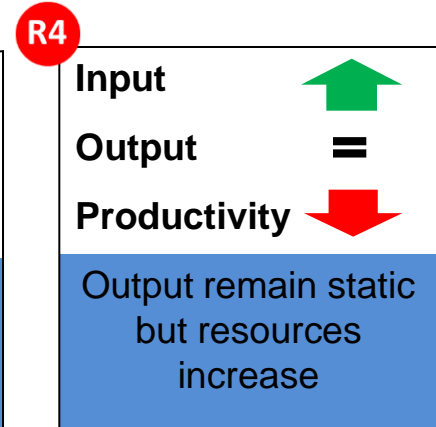 R4
Input
Output =
Productivity
Output remain static
but resources
increase